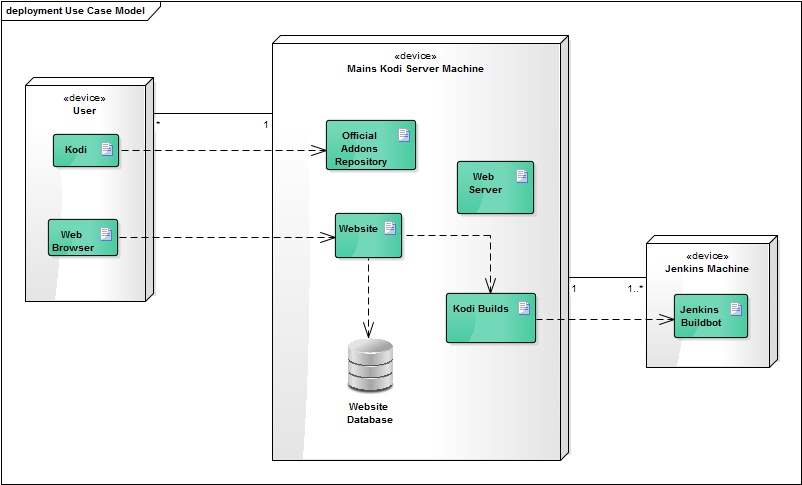 deployment Use Case Model
«device»
Mains Kodi Server Machine
«device»
User
*
1
Kodi
Official
Addons
Repository
Web
Server
Web
Browser
Website
«device»
Jenkins Machine
1
1..*
Kodi Builds
Jenkins
Buildbot
Website
Database